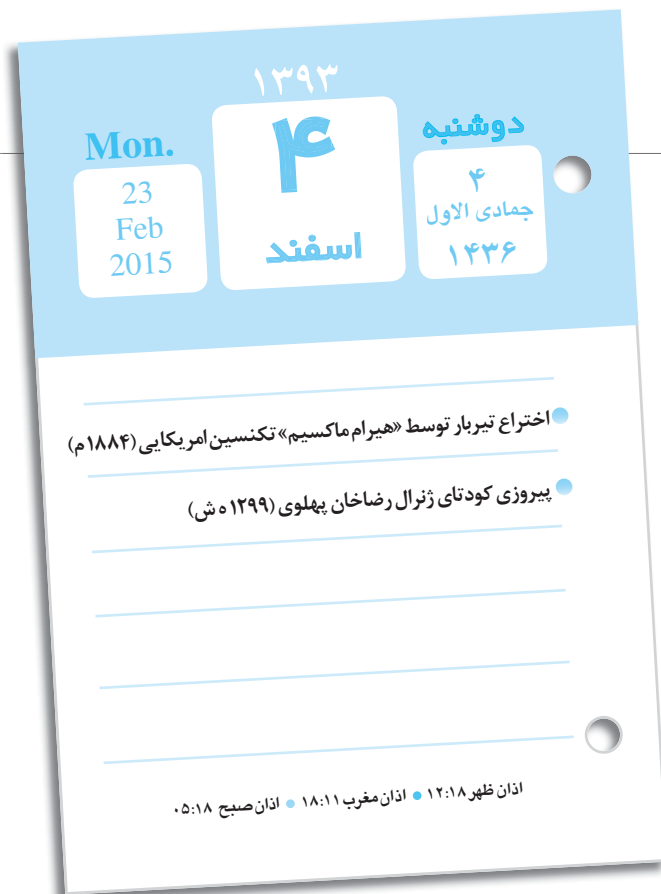 ۱۳۹۳
دوشنبه
۴
جمادی الاول
۱۴۳۶
۴
اسفند
Mon.
23
Feb
2015
اختراع تیربار توسط «هیرام ماکسیم» تکنسین امریکایی (۱۸۸۴م)
پیروزی کودتای ژنرال رضاخان پهلوی (۱۲۹۹ ه ش)
اذان ظهر ۱۲:۱۸ ● اذان مغرب ۱۸:۱۱ ● اذان صبح ۰۵:۱۸